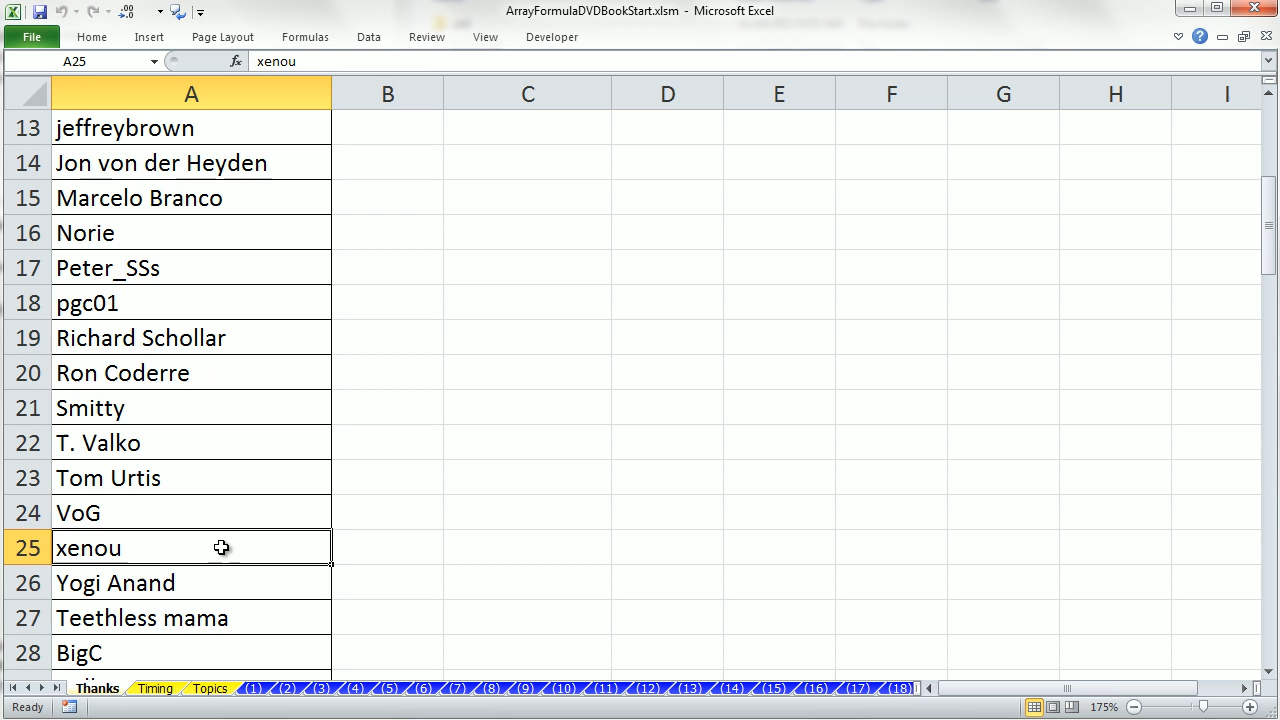 ArrayFormulaDVDBookStart.xlsm - Microsoft Excel
File Home Insert Page Layout Formulas Data Review View Developer
A25 fx xenou
A B C D E F G H I
13 jeffreybrown
14 Jon von der Heyden
15 Marcelo Branco
16 Norie
17 Peter_SSs
18 pgc01
19 Richard Schollar
20 Ron Coderre
21 Smitty
22 T. Valko
23 Tom Urtis
24 VoG
25 xenou
26 Yogi Anand
27 Teethless mama
28 BigC
Thanks Timing Topics (1) (2) (3) (4) (5) (6) (7) (8) (9) (10) (11) (12) (13) (14) (15) (16) (17) (18)
Ready 175%